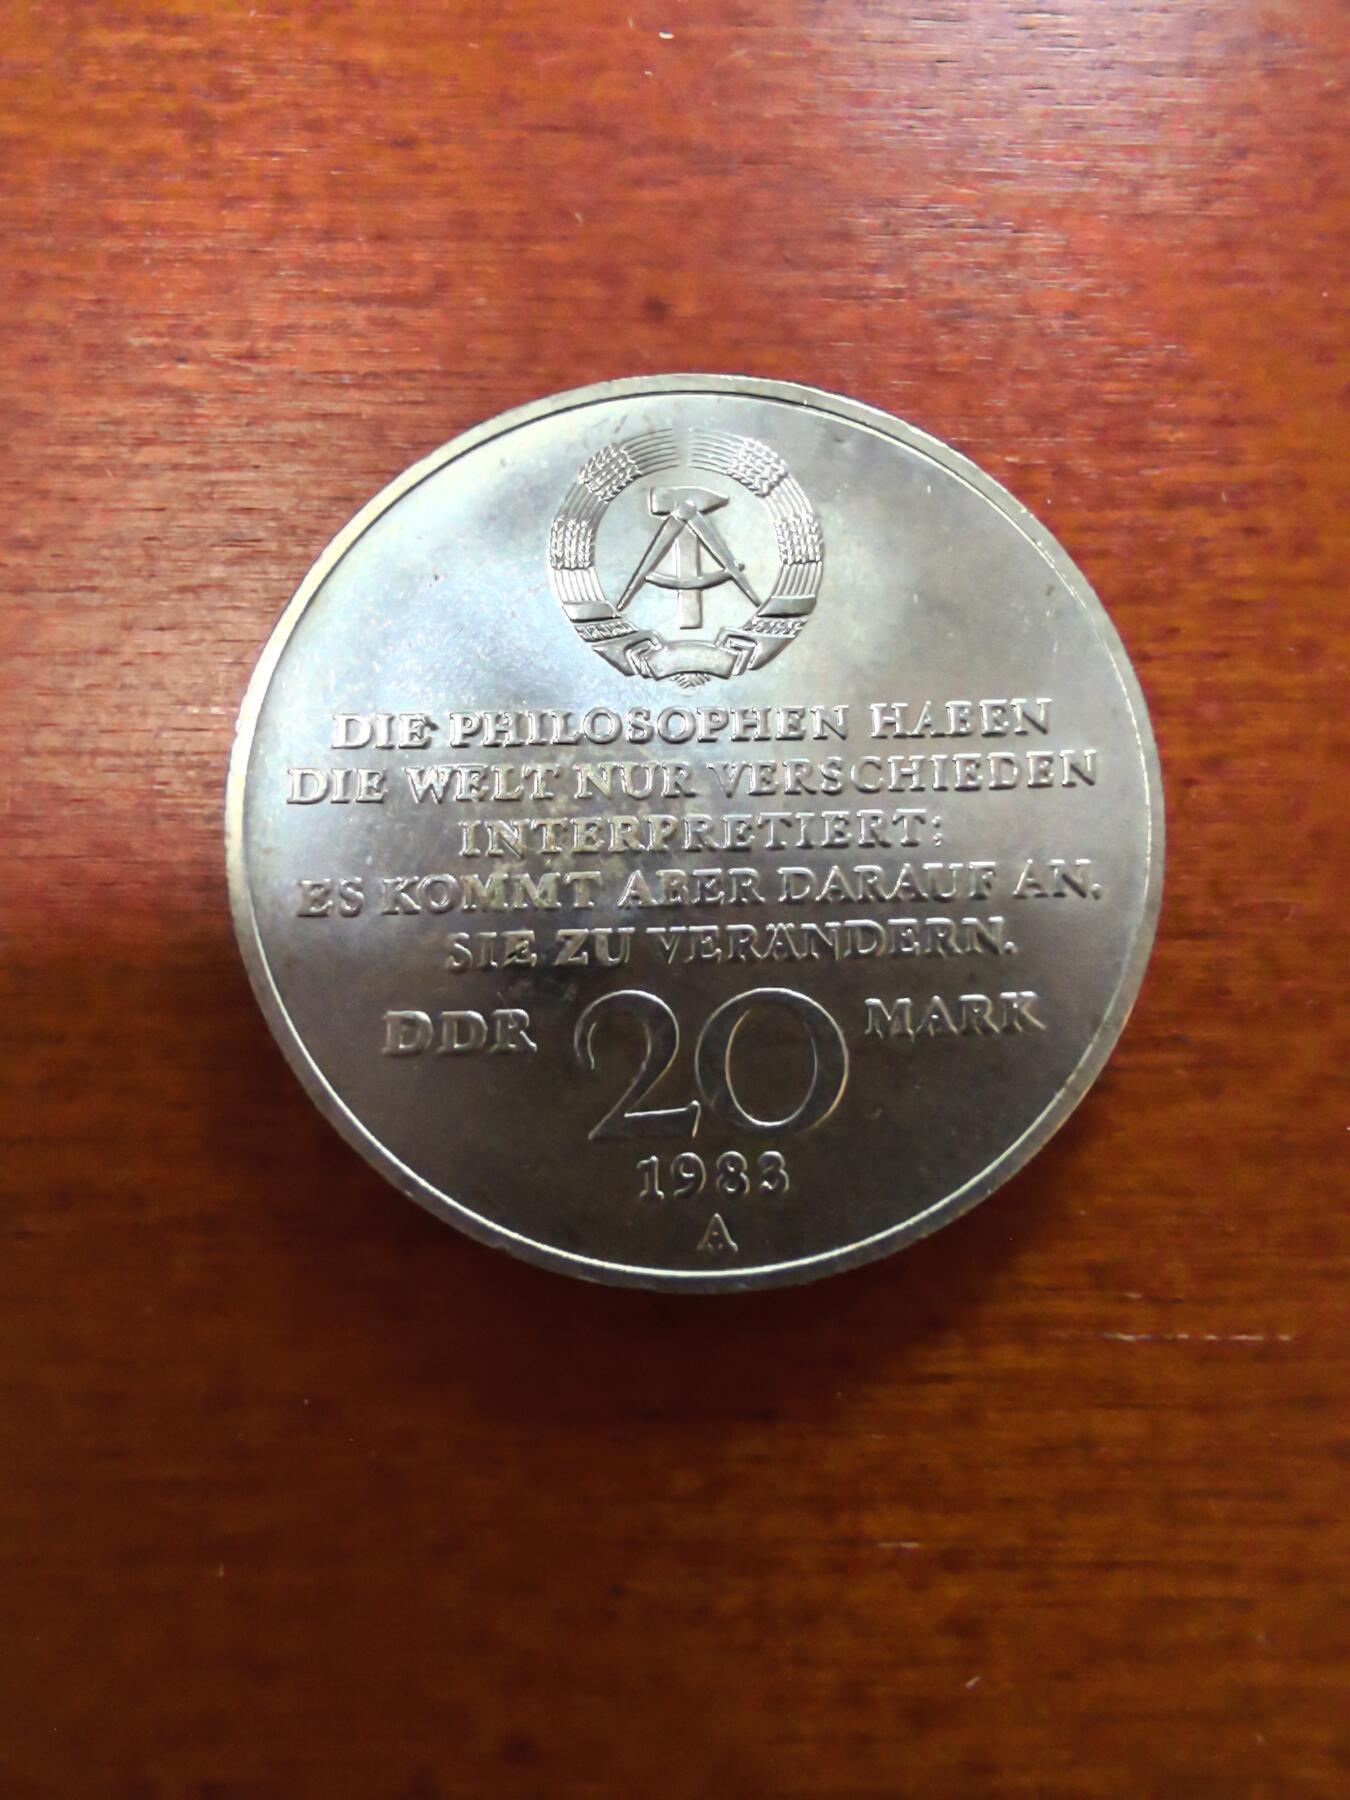 DIE PHILOSOPHEN HABEN
DIE WELT NUR VERSCHIEDEN
INTERPRETIERT:
ES KOMMT ABER DARAUF AN,
SIE ZU VERÄNDERN.
DDR 20 MARK
1983
A